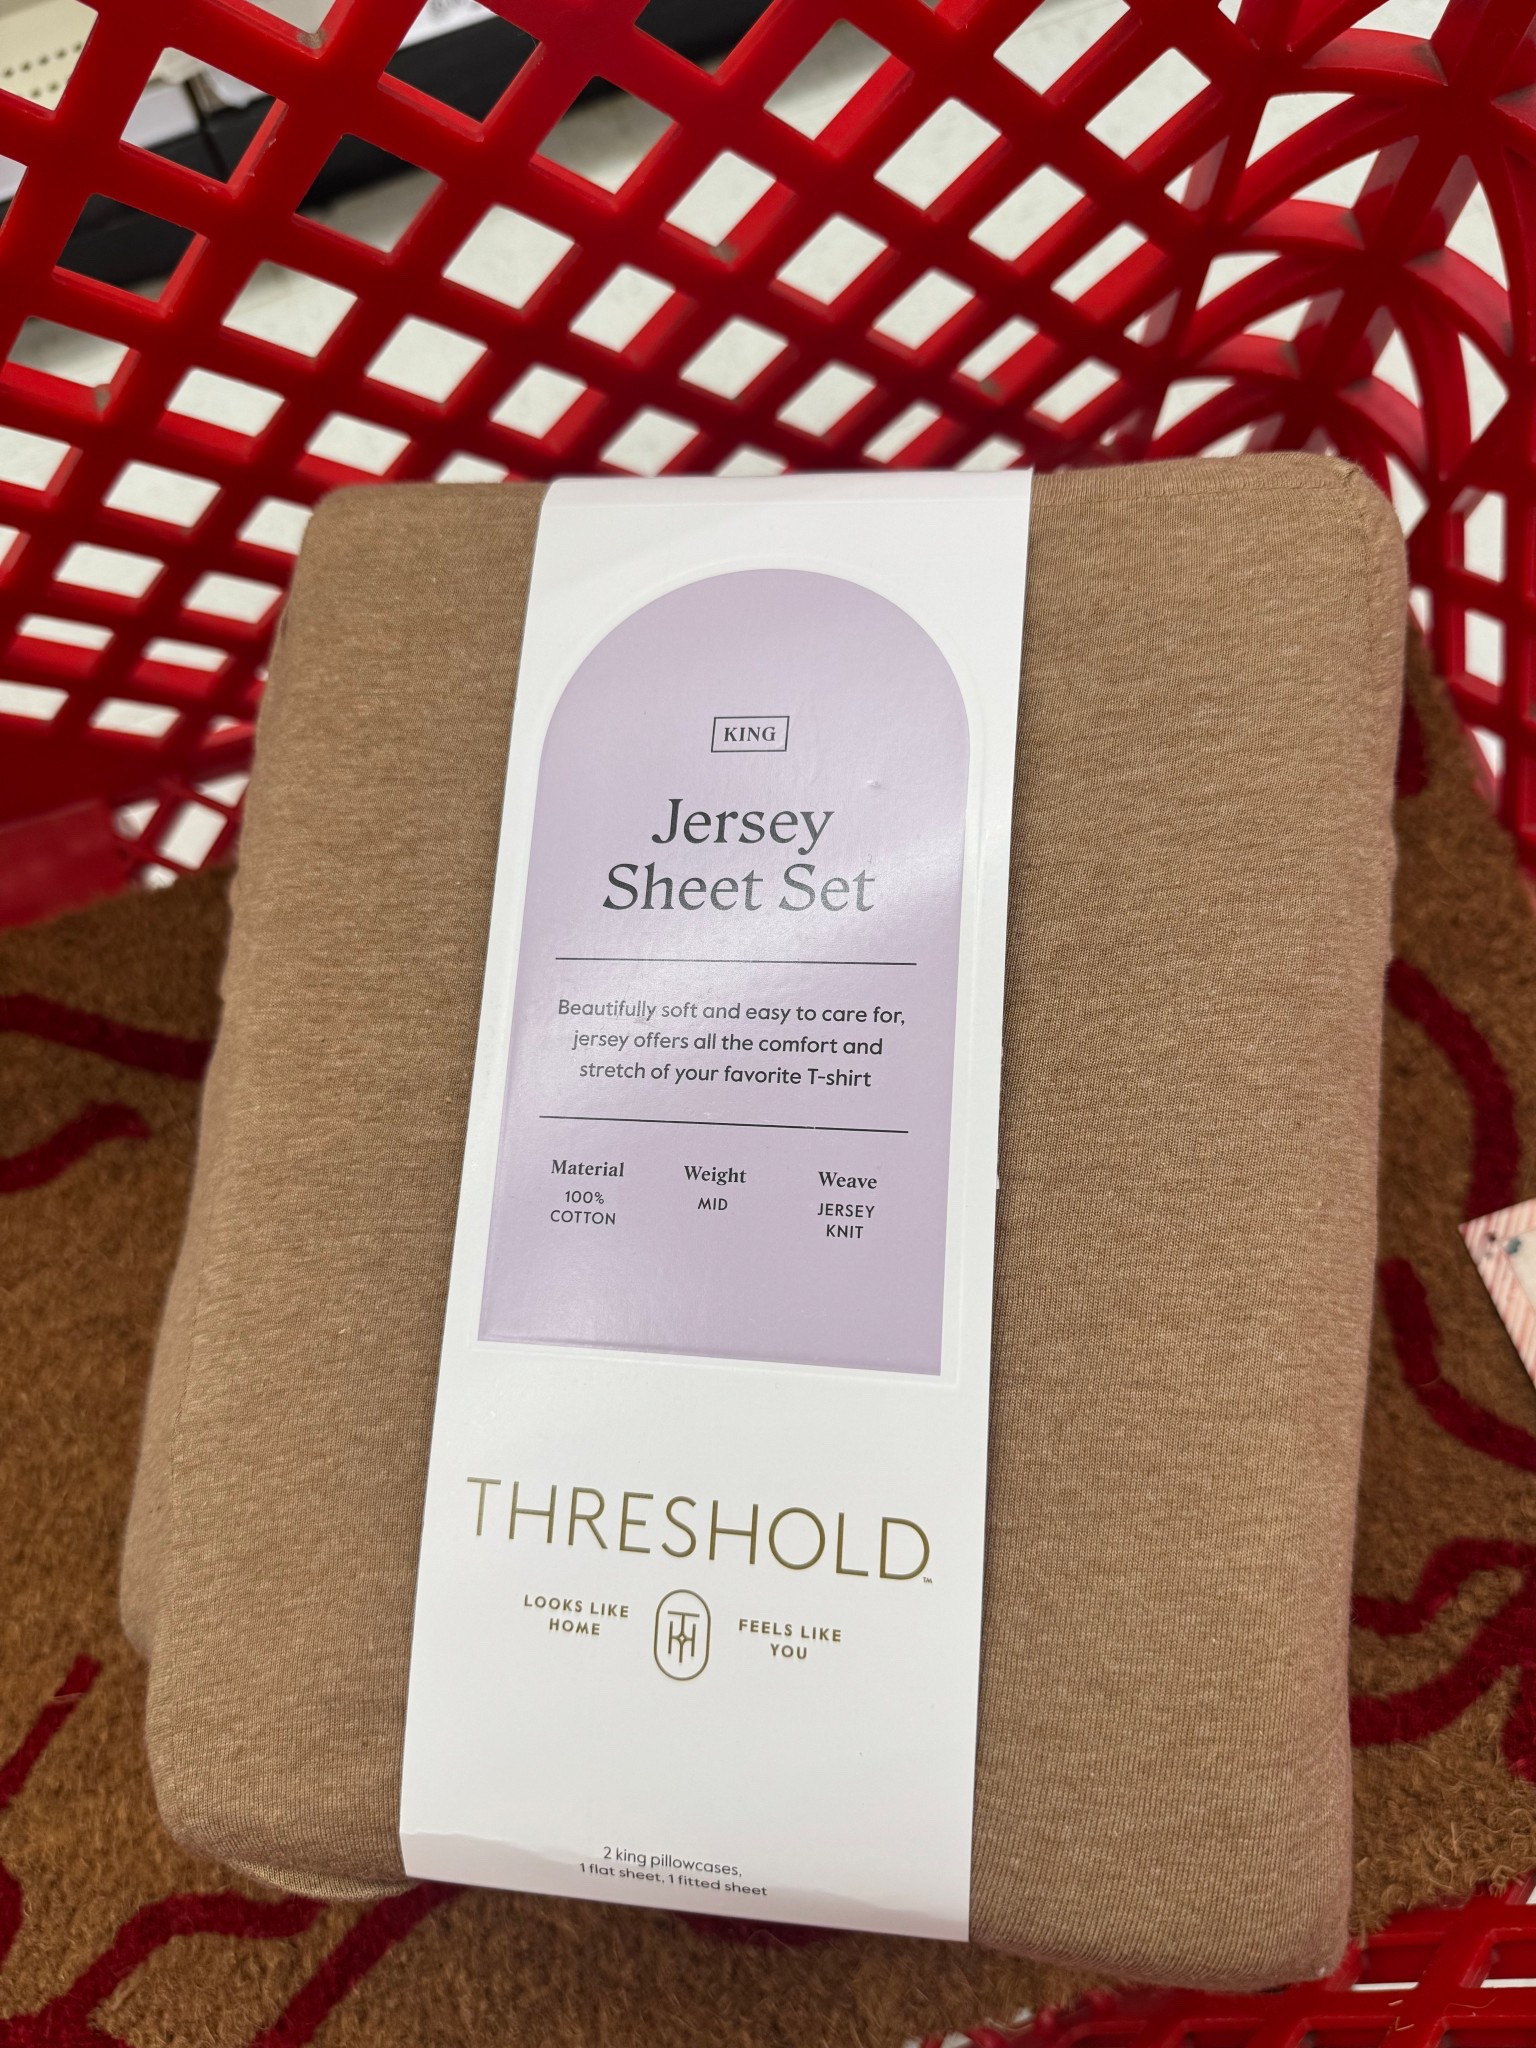 KING
Jersey
Sheet Set
Beautifully soft and easy to care for,
jersey offers all the comfort and
stretch of your favorite T-shirt
Material
100%
COTTON
Weight
MID
Weave
JERSEY
KNIT
THRESHOLD™
LOOKS LIKE
HOME
FEELS LIKE
YOU
2 king pillowcases,
1 flat sheet, 1 fitted sheet